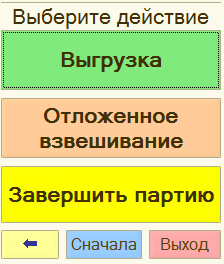 Выберите действие
Выгрузка
Отложенное
взвешивание
Завершить партию
Сначала
Выход